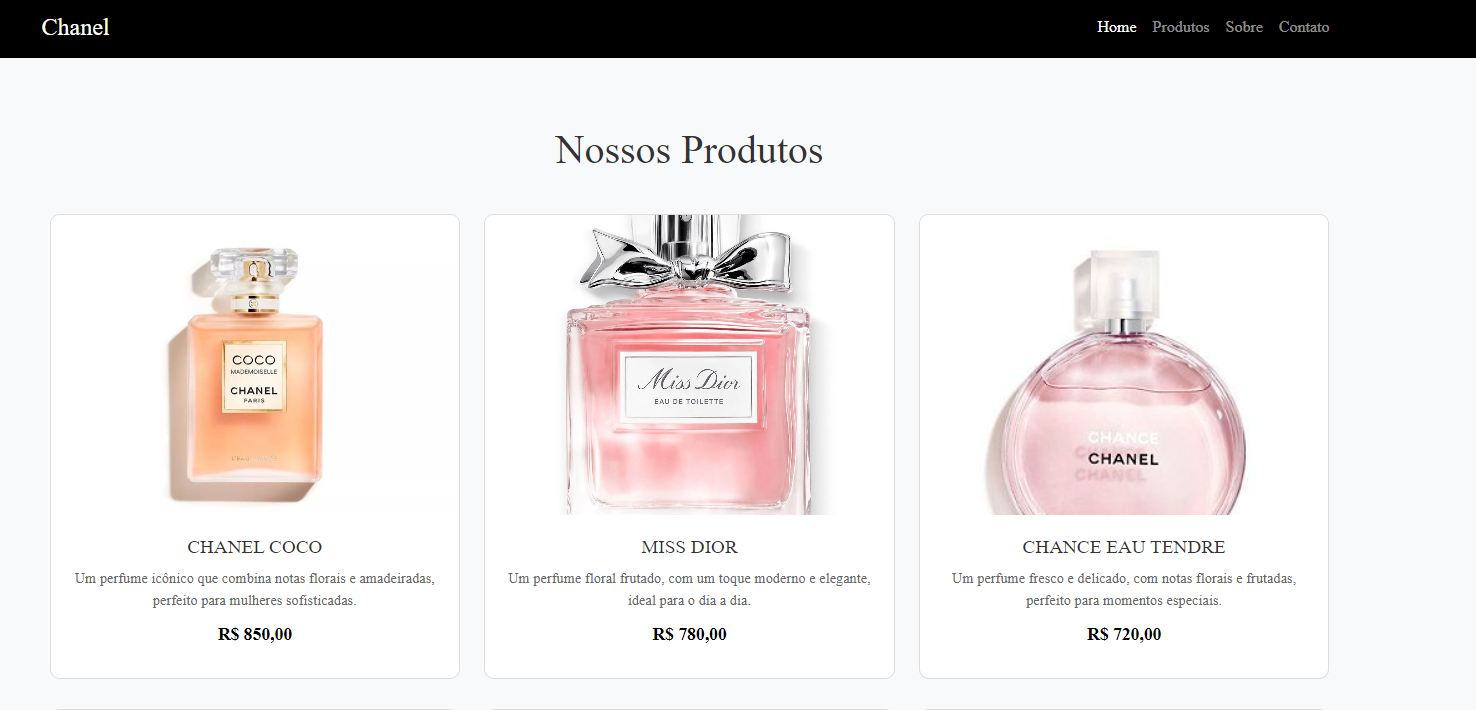 Chanel
Home Produtos Sobre Contato
Nossos Produtos
COCO
MADEMOISELLE
CHANEL
PARIS
Miss Dior
EAU DE TOILETTE
CHANCE
CHANEL
CHANEL
CHANEL COCO
Um perfume icônico que combina notas florais e amadeiradas,
perfeito para mulheres sofisticadas.
R$ 850,00
MISS DIOR
Um perfume floral frutado, com um toque moderno e elegante,
ideal para o dia a dia.
R$ 780,00
CHANCE EAU TENDRE
Um perfume fresco e delicado, com notas florais e frutadas,
perfeito para momentos especiais.
R$ 720,00